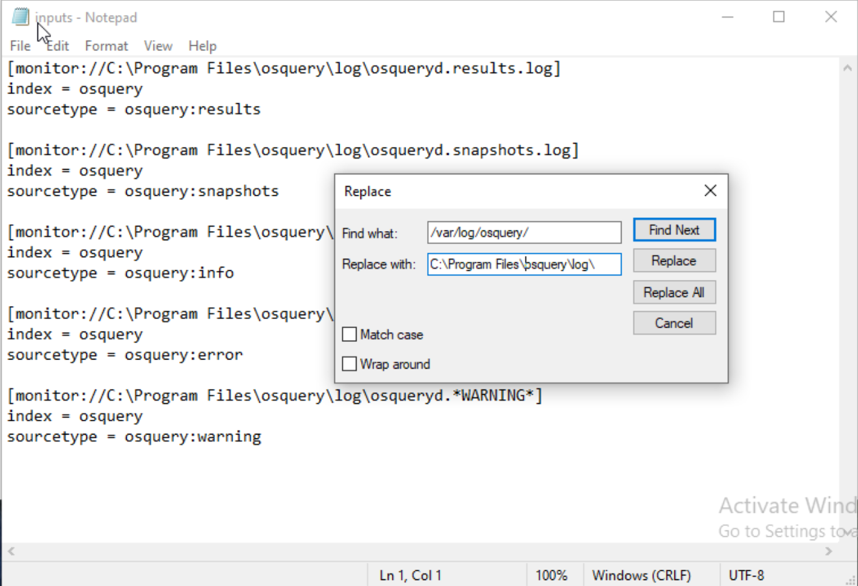 inputs - Notepad
File Edit Format View Help
[monitor://C:\Program Files\osquery\log\osqueryd.results.log]
index = osquery
sourcetype = osquery:results
[monitor://C:\Program Files\osquery\log\osqueryd.snapshots.log]
index = osquery
sourcetype = osquery:snapshots
[monitor://C:\Program Files\osquery\
index = osquery
sourcetype = osquery:info
[monitor://C:\Program Files\osquery\
index = osquery
sourcetype = osquery:error
[monitor://C:\Program Files\osquery\log\osqueryd.*WARNING*]
index = osquery
sourcetype = osquery:warning
Replace
Find what: /var/log/osquery/ Find Next
Replace with: C:\Program Files\osquery\log\ Replace
Replace All
Cancel
Match case
Wrap around
Activate Wind
Go to Settings to a
Ln 1, Col 1 100% Windows (CRLF) UTF-8